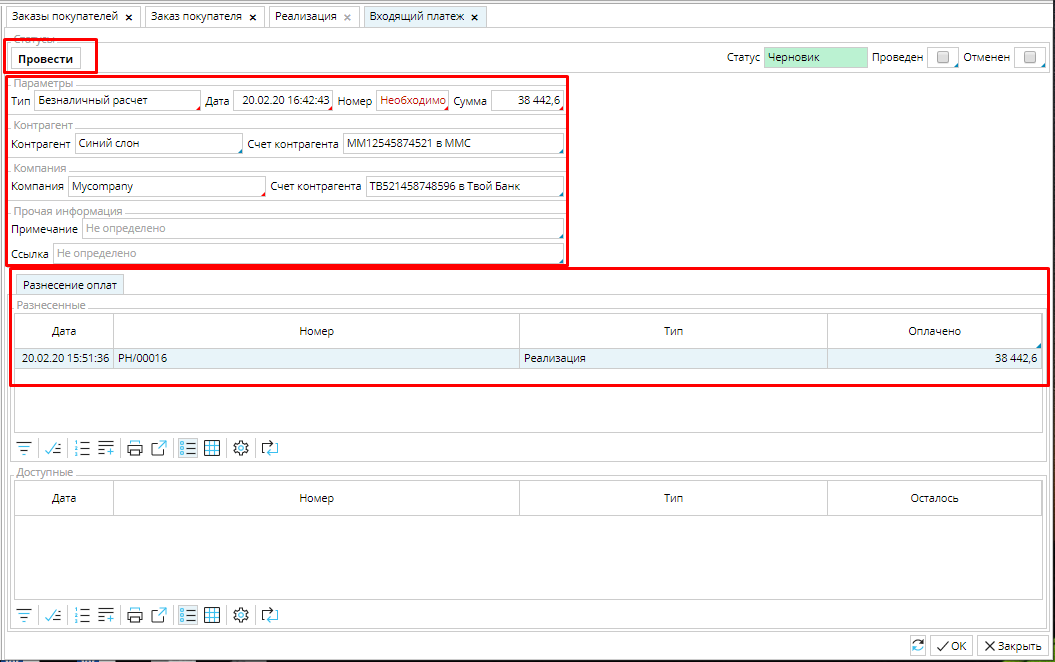 Заказы покупателей × Заказ покупателя × Реализация × Входящий платеж ×
Статусы
Провести Статус Черновик Проведен Отменен
Параметры
Тип Безналичный расчет Дата 20.02.20 16:42:43 Номер Необходимо Сумма 38 442,6
Контрагент
Контрагент Синий слон Счет контрагента ММ12545874521 в ММС
Компания
Компания Mycompany Счет контрагента ТВ521458748596 в Твой Банк
Прочая информация
Примечание Не определено
Ссылка Не определено
Разнесение оплат
Разнесенные
Дата Номер Тип Оплачено
20.02.20 15:51:36 РН/00016 Реализация 38 442,6
Доступные
Дата Номер Тип Осталось
OK Закрыть